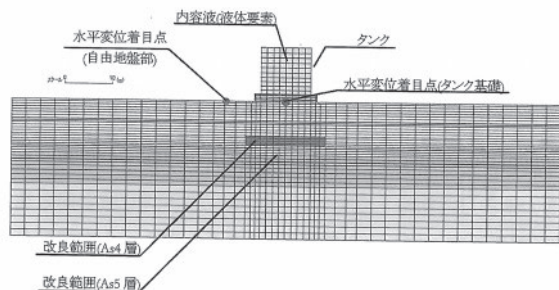 内容液(液体要素)
水平変位着目点
(自由地盤部)
タンク
水平変位着目点(タンク基礎)
改良範囲(As4層)
改良範囲(As5層)